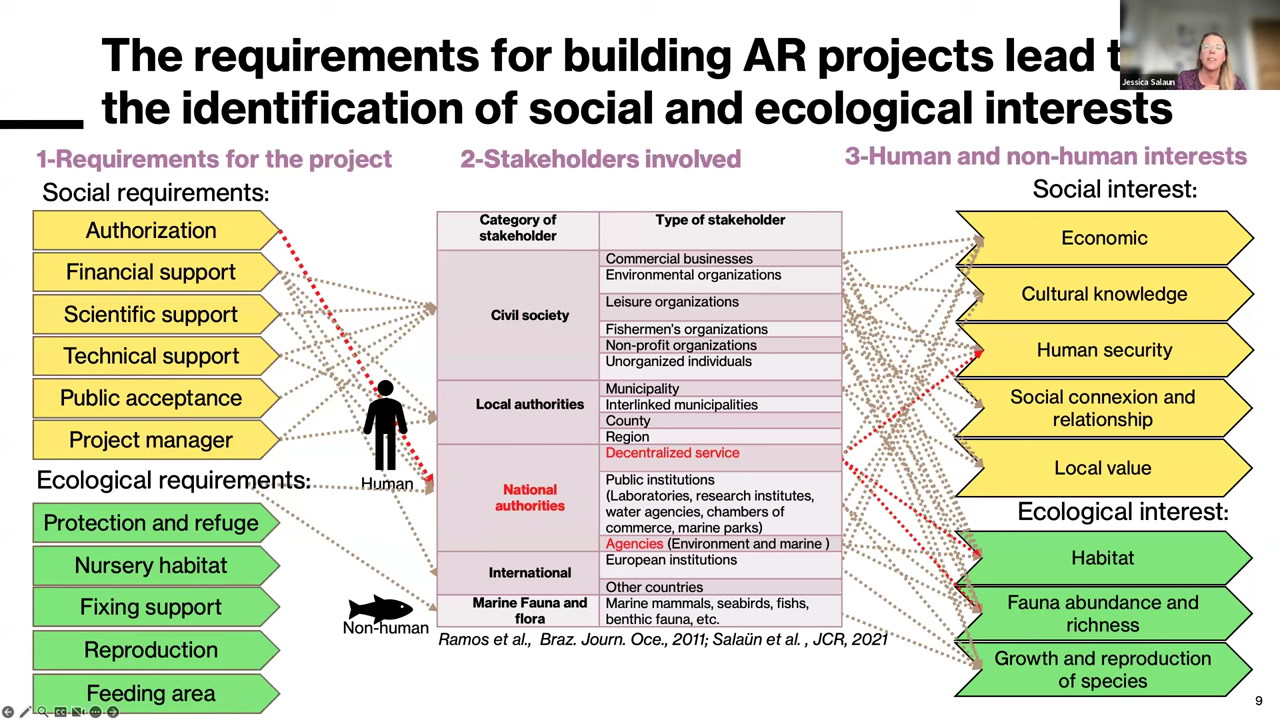 The requirements for building AR projects lead
the identification of social and ecological interests
Jessica Salaun
1-Requirements for the project
2-Stakeholders involved
3-Human and non-human interests
Social requirements:
Authorization
Financial support
Scientific support
Technical support
Public acceptance
Project manager
Ecological requirements:
Protection and refuge
Nursery habitat
Fixing support
Reproduction
Feeding area
Human
Non-human
Category of
stakeholder
Type of stakeholder
Civil society
Commercial businesses
Environmental organizations
Leisure organizations
Fishermen's organizations
Non-profit organizations
Unorganized individuals
Local authorities
Municipality
Interlinked municipalities
County
Region
National
authorities
Decentralized service
Public institutions
(Laboratories, research institutes,
water agencies, chambers of
commerce, marine parks)
Agencies (Environment and marine )
International
European institutions
Other countries
Marine Fauna and
flora
Marine mammals, seabirds, fishs,
benthic fauna, etc.
Ramos et al., Braz. Journ. Oce., 2011; Salaün et al. , JCR, 2021
Social interest:
Economic
Cultural knowledge
Human security
Social connexion and
relationship
Local value
Ecological interest:
Habitat
Fauna abundance and
richness
Growth and reproduction
of species
9